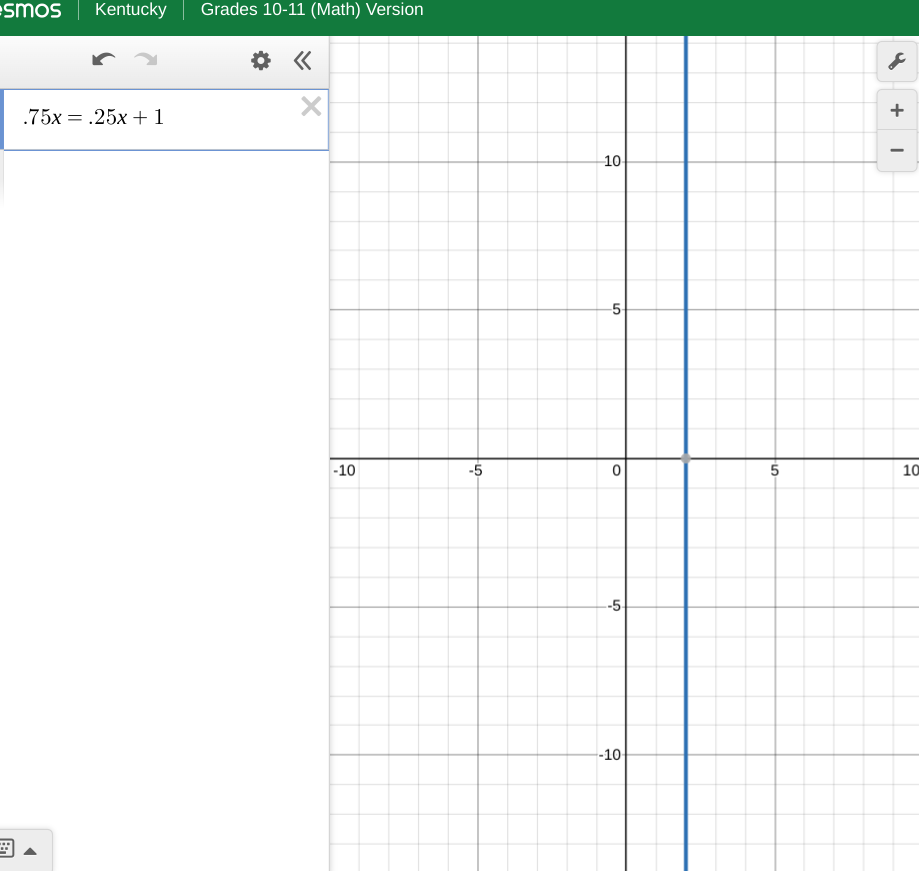 esmos Kentucky Grades 10-11 (Math) Version
.75x = .25x + 1
10
5
-10 -5 0 5 10
-5
-10